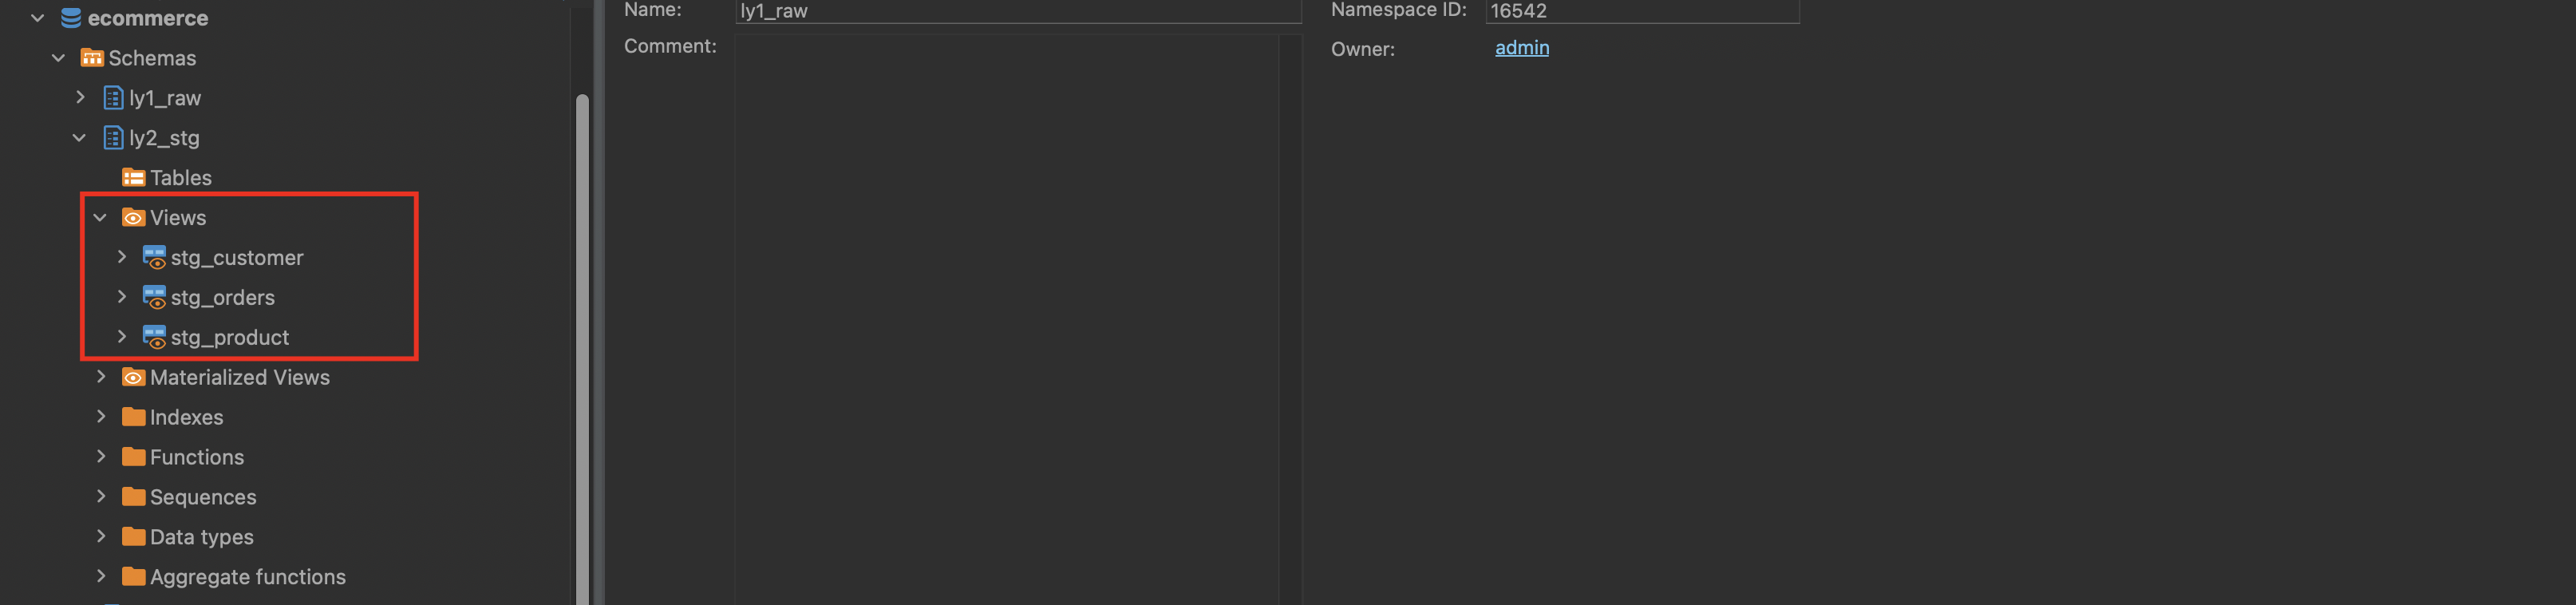 ecommerce
Schemas
ly1_raw
ly2_stg
Tables
Views
stg_customer
stg_orders
stg_product
Materialized Views
Indexes
Functions
Sequences
Data types
Aggregate functions
Name: ly1_raw
Comment:
Namespace ID: 16542
Owner: admin